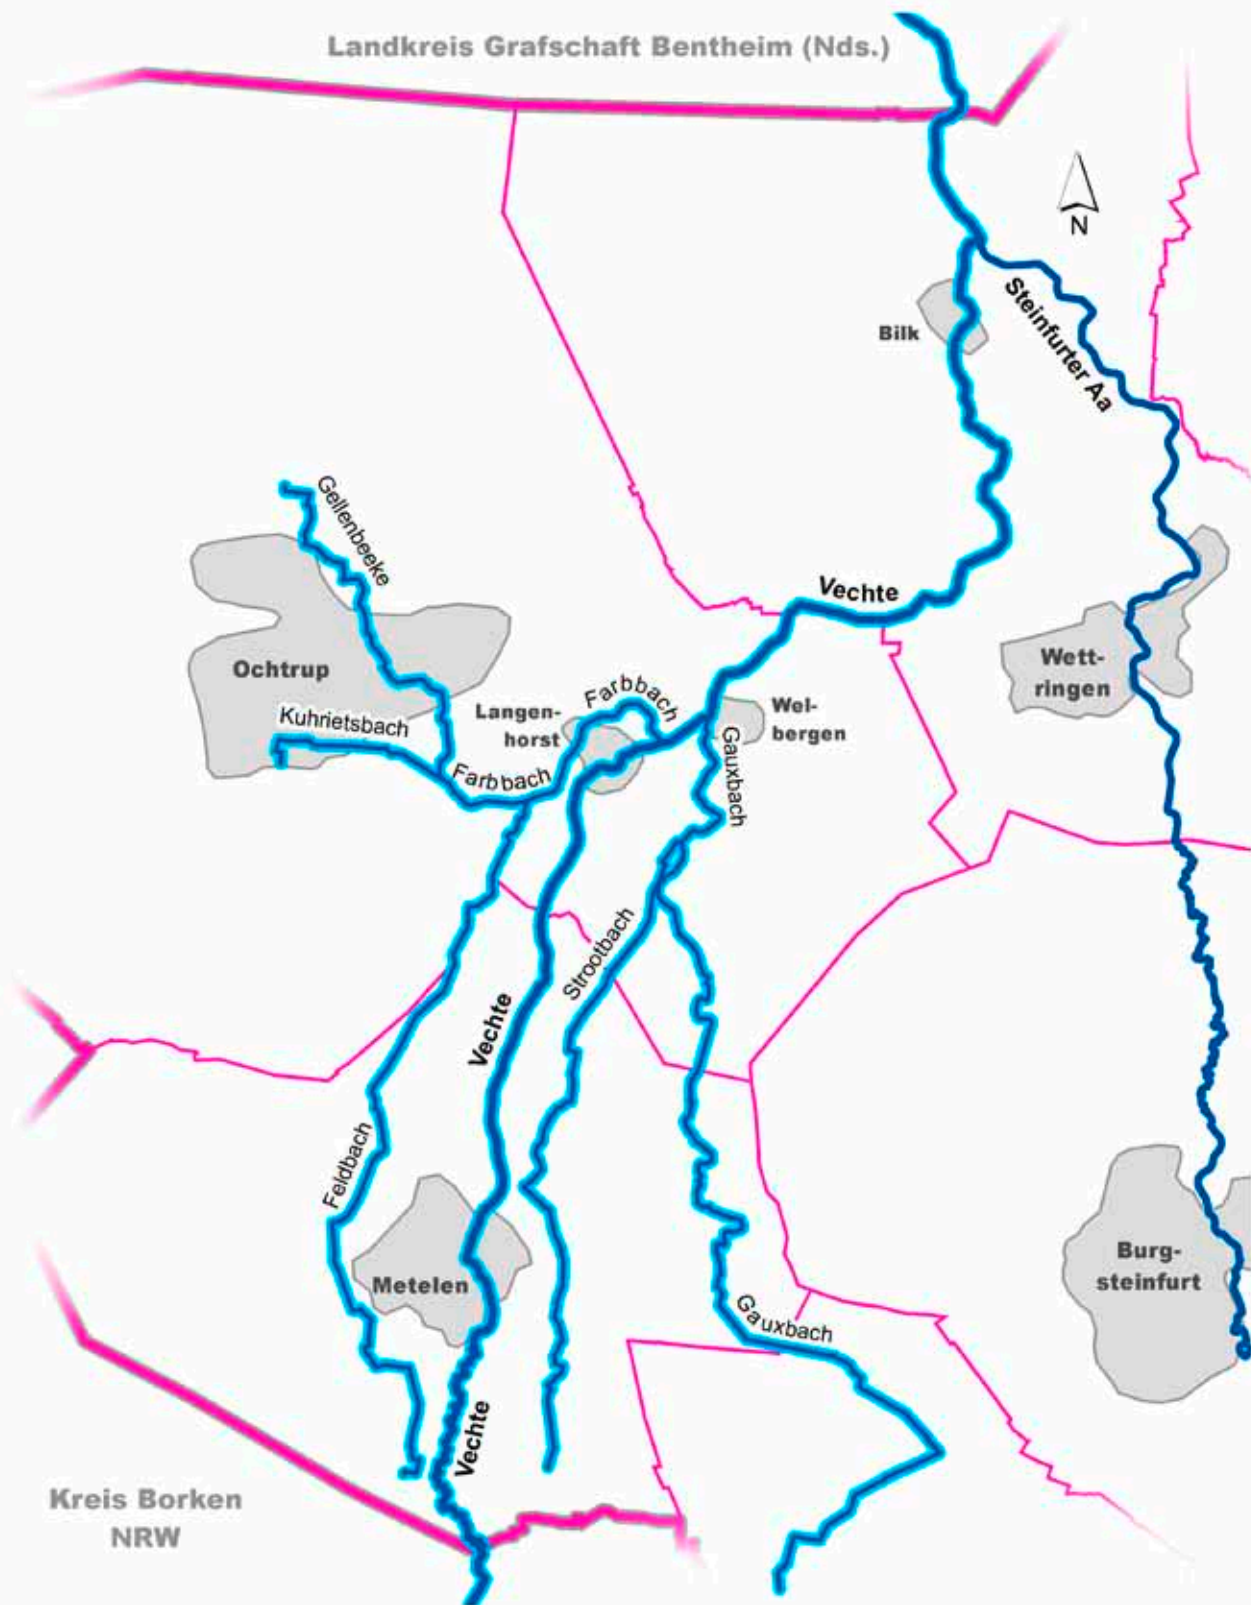 Landkreis Grafschaft Bentheim (Nds.)
N
Steinfurter Aa
Bilk
Gellenbeeke
Vechte
Ochtrup
Wett-
ringen
Farbbach
Langen-
horst
Wel-
bergen
Kuhrietsbach
Farbbach
Gauxbach
Strootbach
Vechte
Feldbach
Metelen
Burg-
steinfurt
Gauxbach
Vechte
Kreis Borken
NRW